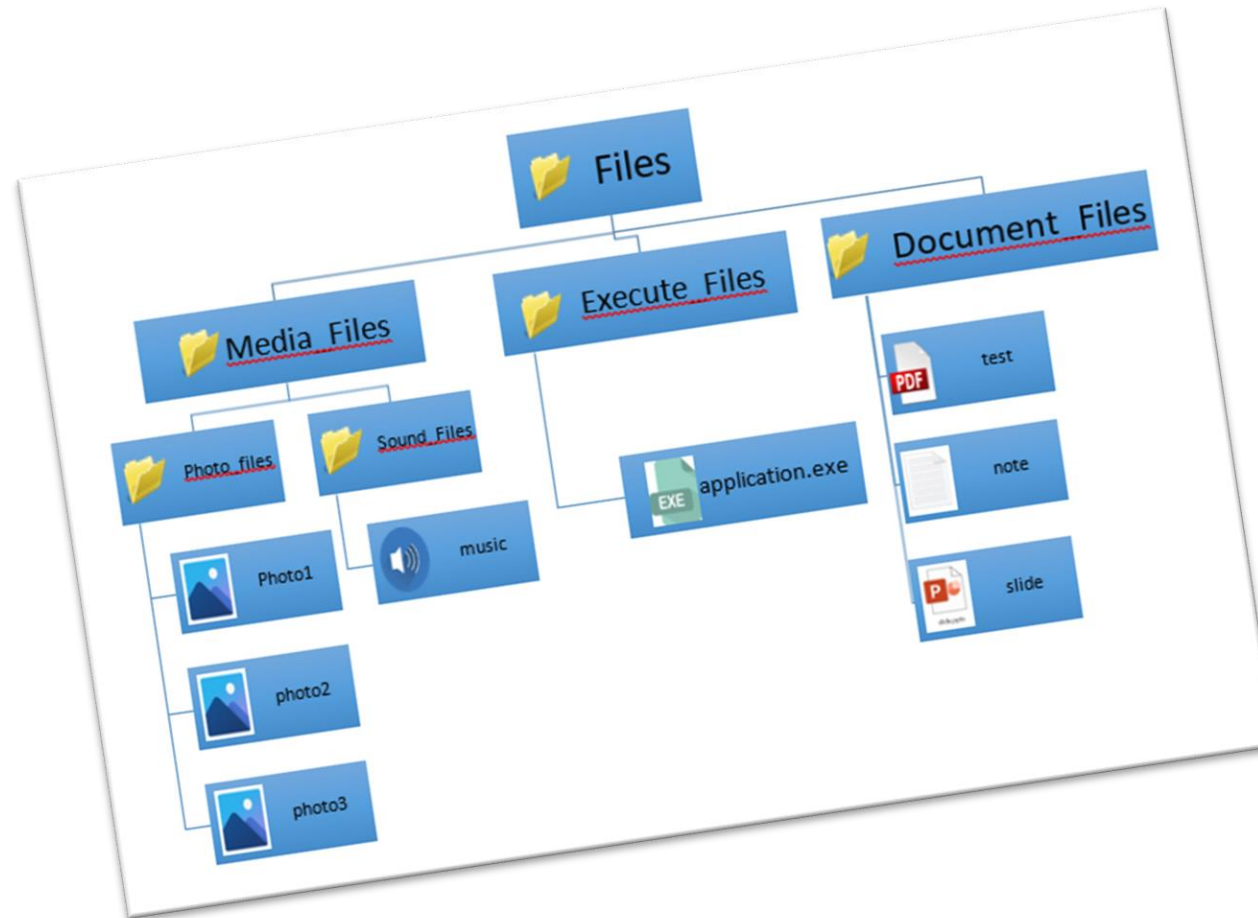 Files
Document_Files
Execute_Files
Media_Files
Photo_files
Sound_Files
test
PDF
note
slide
P
application.exe
EXE
music
Photo1
photo2
photo3